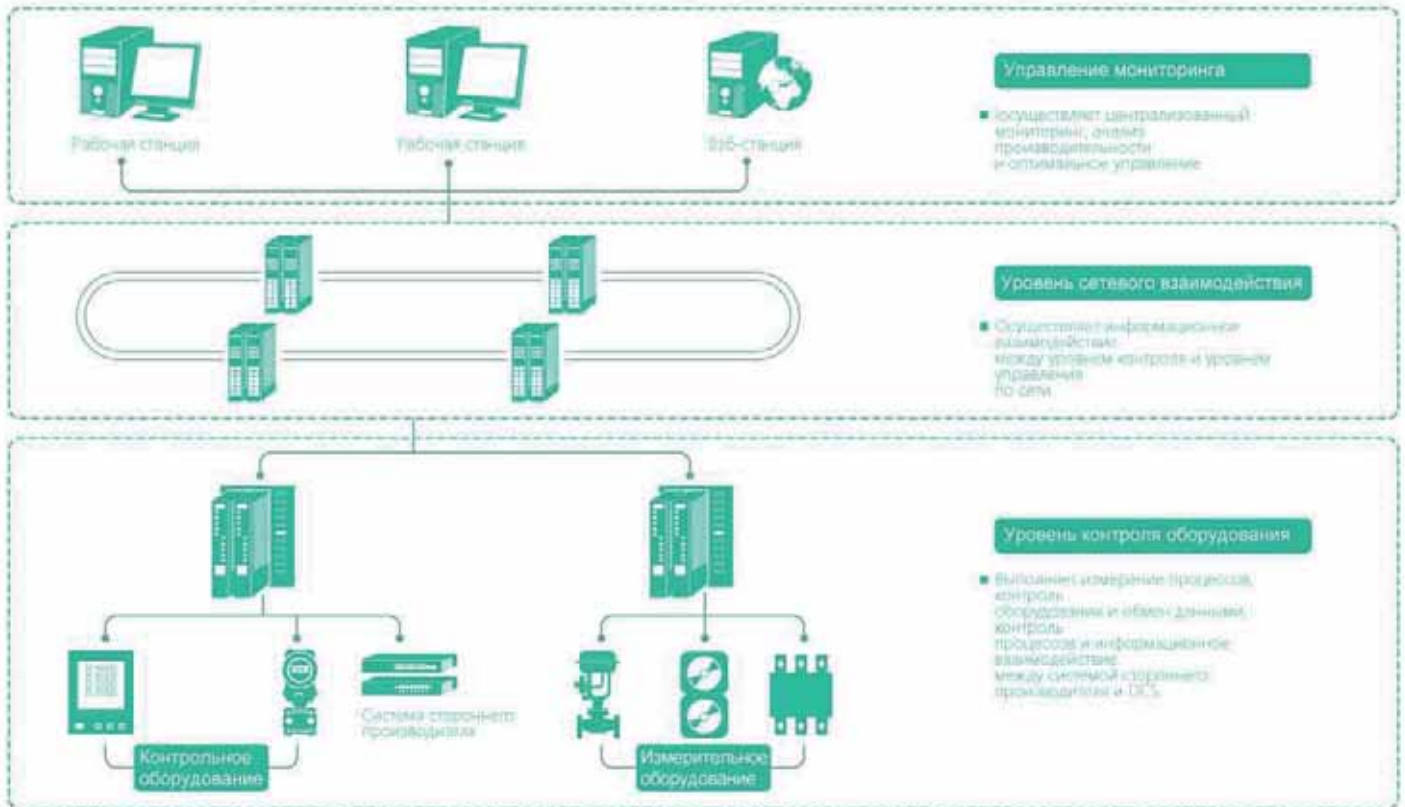 Рабочая станция
Рабочая станция
Вэб-станция
Управление мониторинга
осуществляет централизованный
мониторинг, анализ
производительности
и оптимальное управление
Уровень сетевого взаимодействия
Осуществляет информационное
взаимодействие
между уровнем контроля и уровнем
управления
по сети
Уровень контроля оборудования
Выполняет измерение процессов,
контроль
оборудования и обмен данными,
контроль
процессов и информационное
взаимодействие
между системой стороннего
производителя и DCS.
Система стороннего
производителя
Контрольное
оборудование
Измерительное
оборудование